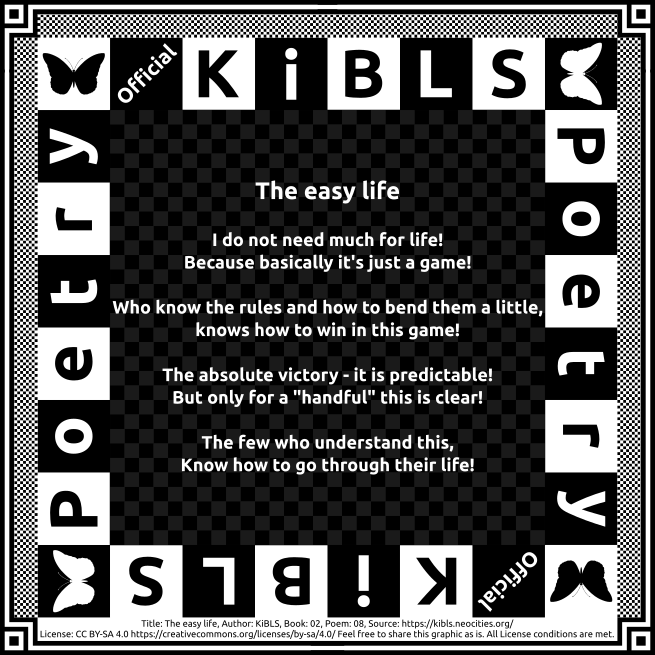 Official KiBLS
Poetry
Poetry
The easy life
I do not need much for life!
Because basically it's just a game!
Who know the rules and how to bend them a little,
knows how to win in this game!
The absolute victory - it is predictable!
But only for a "handful" this is clear!
The few who understand this,
Know how to go through their life!
Official KiBLS
Title: The easy life, Author: KiBLS, Book: 02, Poem: 08, Source: https://kibls.neocities.org/
License: CC BY-SA 4.0 https://creativecommons.org/licenses/by-sa/4.0/ Feel free to share this graphic as is. All License conditions are met.